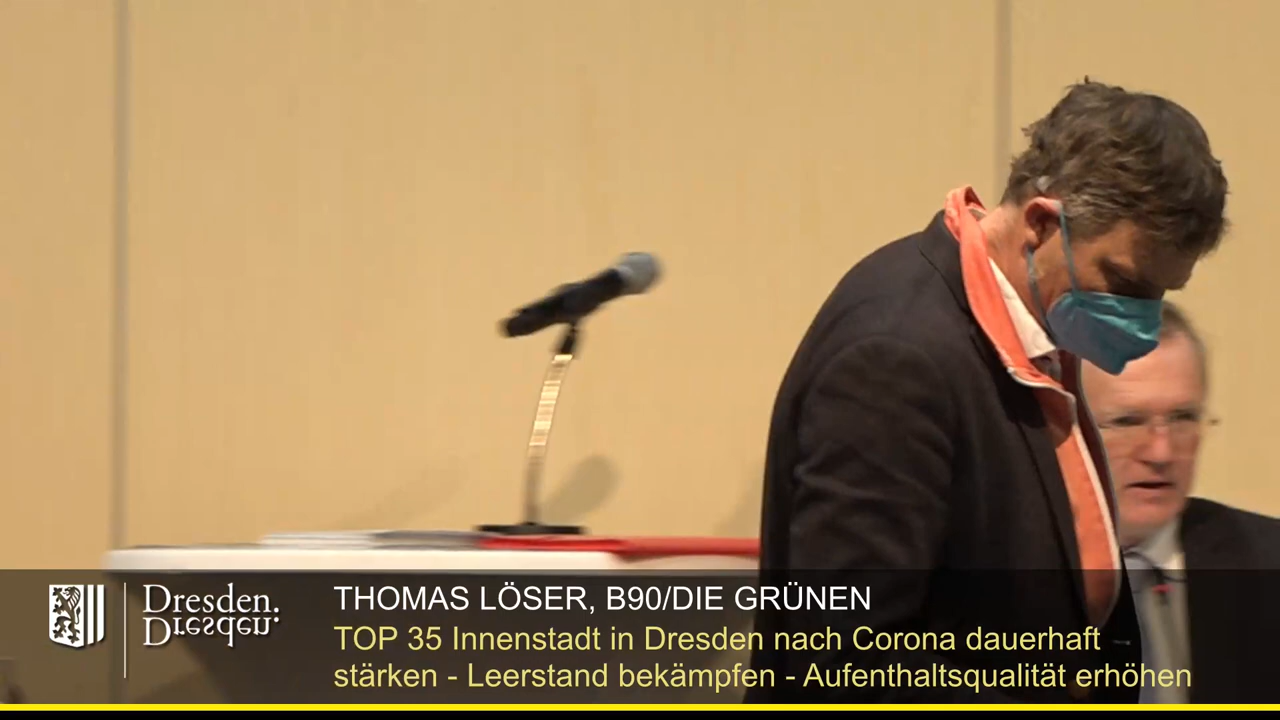 Dresden.
Dresden.
THOMAS LÖSER, B90/DIE GRÜNEN
TOP 35 Innenstadt in Dresden nach Corona dauerhaft
stärken - Leerstand bekämpfen - Aufenthaltsqualität erhöhen